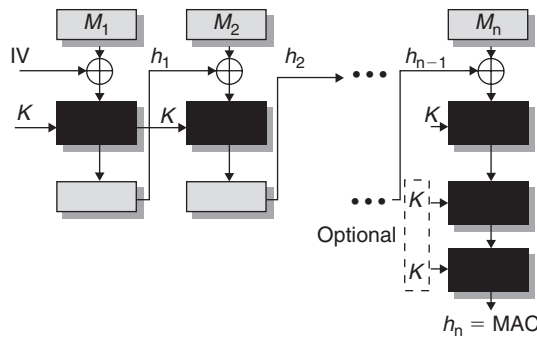 M1 M2 Mn
IV h1 h2 ••• hn−1
K K K
••• K
Optional
K
hn = MAC